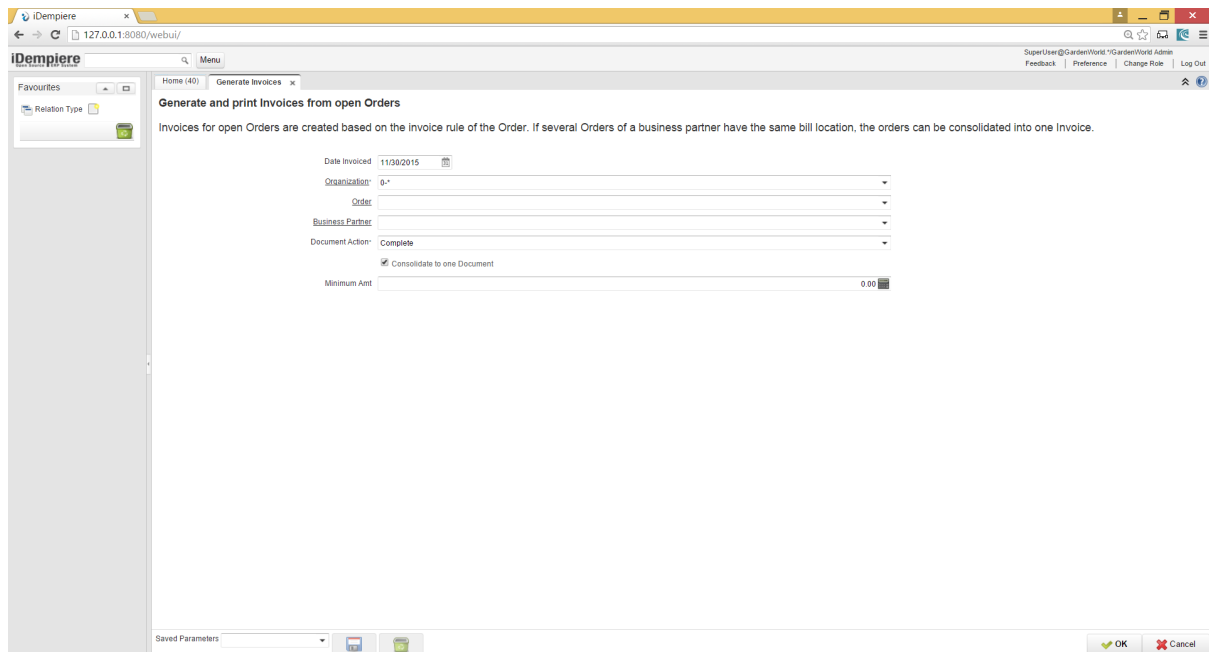 iDempiere
127.0.0.1:8080/webui/
iDempiere Menu
SuperUser@GardenWorld.*/GardenWorld Admin
Feedback | Preference | Change Role | Log Out
Favourites
Relation Type
Home (40) Generate Invoices
Generate and print Invoices from open Orders
Invoices for open Orders are created based on the invoice rule of the Order. If several Orders of a business partner have the same bill location, the orders can be consolidated into one Invoice.
Date Invoiced 11/30/2015
Organization* 0-*
Order
Business Partner
Document Action* Complete
Consolidate to one Document
Minimum Amt 0.00
Saved Parameters
OK Cancel